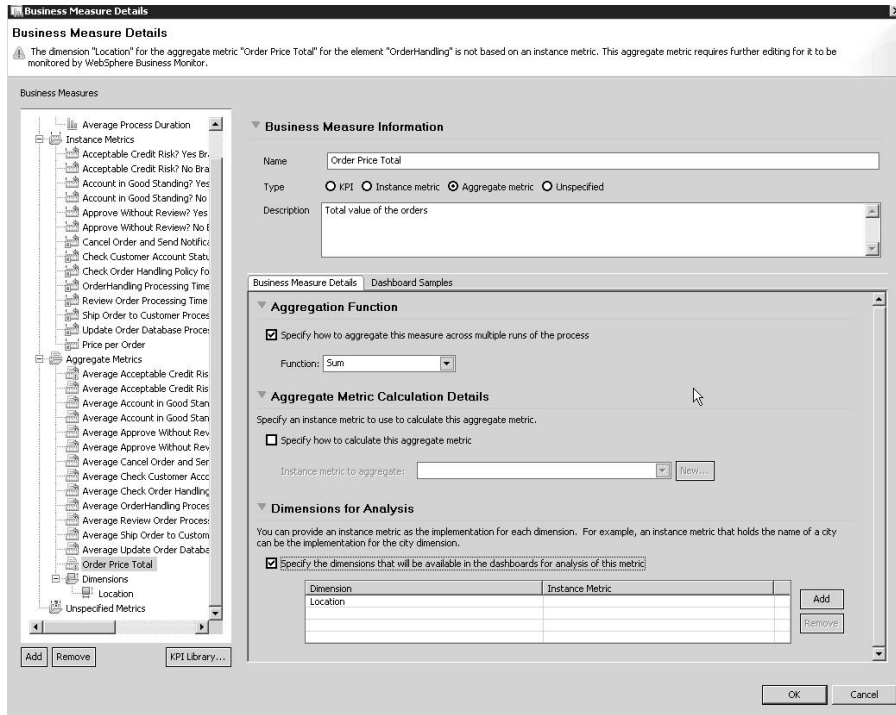 Business Measure Details
Business Measure Details
The dimension "Location" for the aggregate metric "Order Price Total" for the element "OrderHandling" is not based on an instance metric. This aggregate metric requires further editing for it to be
monitored by WebSphere Business Monitor.
Business Measures
Average Process Duration
Instance Metrics
Acceptable Credit Risk? Yes Bra
Acceptable Credit Risk? No Bra
Account in Good Standing? Yes
Account in Good Standing? No
Approve Without Review? Yes
Approve Without Review? No B
Cancel Order and Send Notifica
Check Customer Account Statu
Check Order Handling Policy fo
OrderHandling Processing Time
Review Order Processing Time
Ship Order to Customer Proces
Update Order Database Proces
Price per Order
Aggregate Metrics
Average Acceptable Credit Ris
Average Acceptable Credit Ris
Average Account in Good Stan
Average Account in Good Stan
Average Approve Without Rev
Average Approve Without Rev
Average Cancel Order and Ser
Average Check Customer Acco
Average Check Order Handling
Average OrderHandling Proces
Average Review Order Process
Average Ship Order to Custom
Average Update Order Databa
Order Price Total
Dimensions
Location
Unspecified Metrics
Add Remove KPI Library...
Business Measure Information
Name Order Price Total
Type KPI Instance metric Aggregate metric Unspecified
Description Total value of the orders
Business Measure Details Dashboard Samples
Aggregation Function
Specify how to aggregate this measure across multiple runs of the process
Function: Sum
Aggregate Metric Calculation Details
Specify an instance metric to use to calculate this aggregate metric.
Specify how to calculate this aggregate metric
Instance metric to aggregate: New...
Dimensions for Analysis
You can provide an instance metric as the implementation for each dimension. For example, an instance metric that holds the name of a city
can be the implementation for the city dimension.
Specify the dimensions that will be available in the dashboards for analysis of this metric
Dimension Instance Metric
Location
Add
Remove
OK Cancel